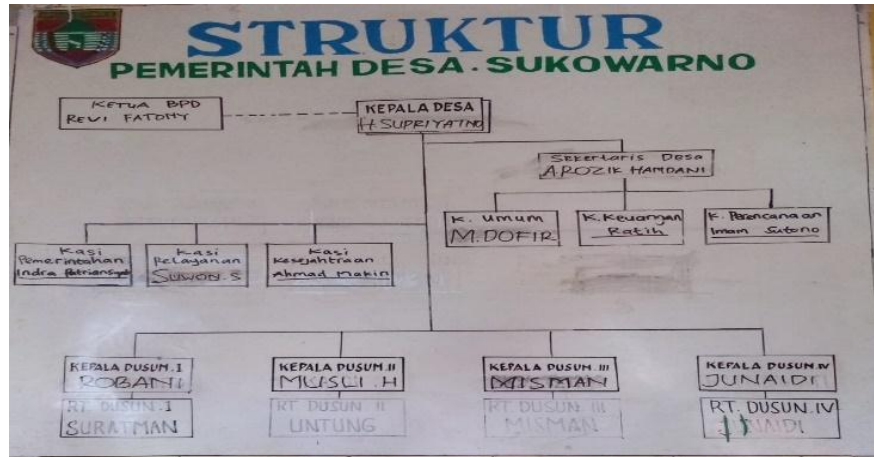 STRUKTUR
PEMERINTAH DESA. SUKOWARNO
KETUA BPD
REVI FATONY
KEPALA DESA
H SUPRIYATNO
Sekertaris Desa
A.ROZIK HAMDANI
K. Umum
M.DOFIR
K. Keuangan
Ratih
K. Perencanaan
Imam Sutono
Kasi
Pemerintahan
Indra
Kasi
Pelayanan
SUWON.S
Kasi
Kesejahtraan
Ahmad Makin
KEPALA DUSUN.I
ROBANI
RT. DUSUN.I
SURATMAN
KEPALA DUSUN.II
MUSLI.H
RT DUSUN II
UNTUNG
KEPALA DUSUN.III
MISMAN
RT DUSUN III
MISMAN
KEPALA DUSUN.IV
JUNAIDI
RT. DUSUN.IV
JUNAIDI